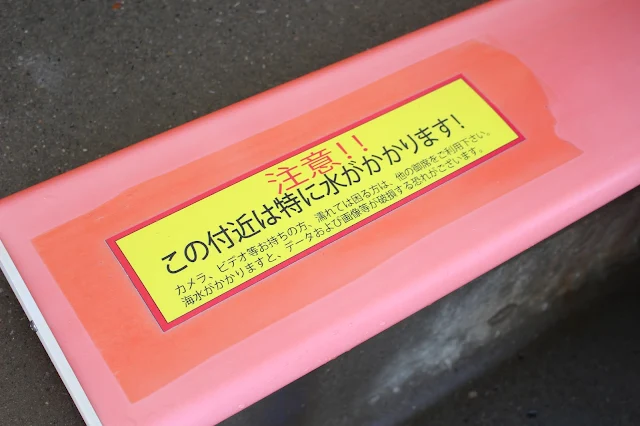 注意!!
この付近は特に水がかかります!
カメラ、ビデオ等お持ちの方、濡れては困る方は、他の御席をご利用下さい。
海水がかかりますと、データおよび画像等が破損する恐れがございます。